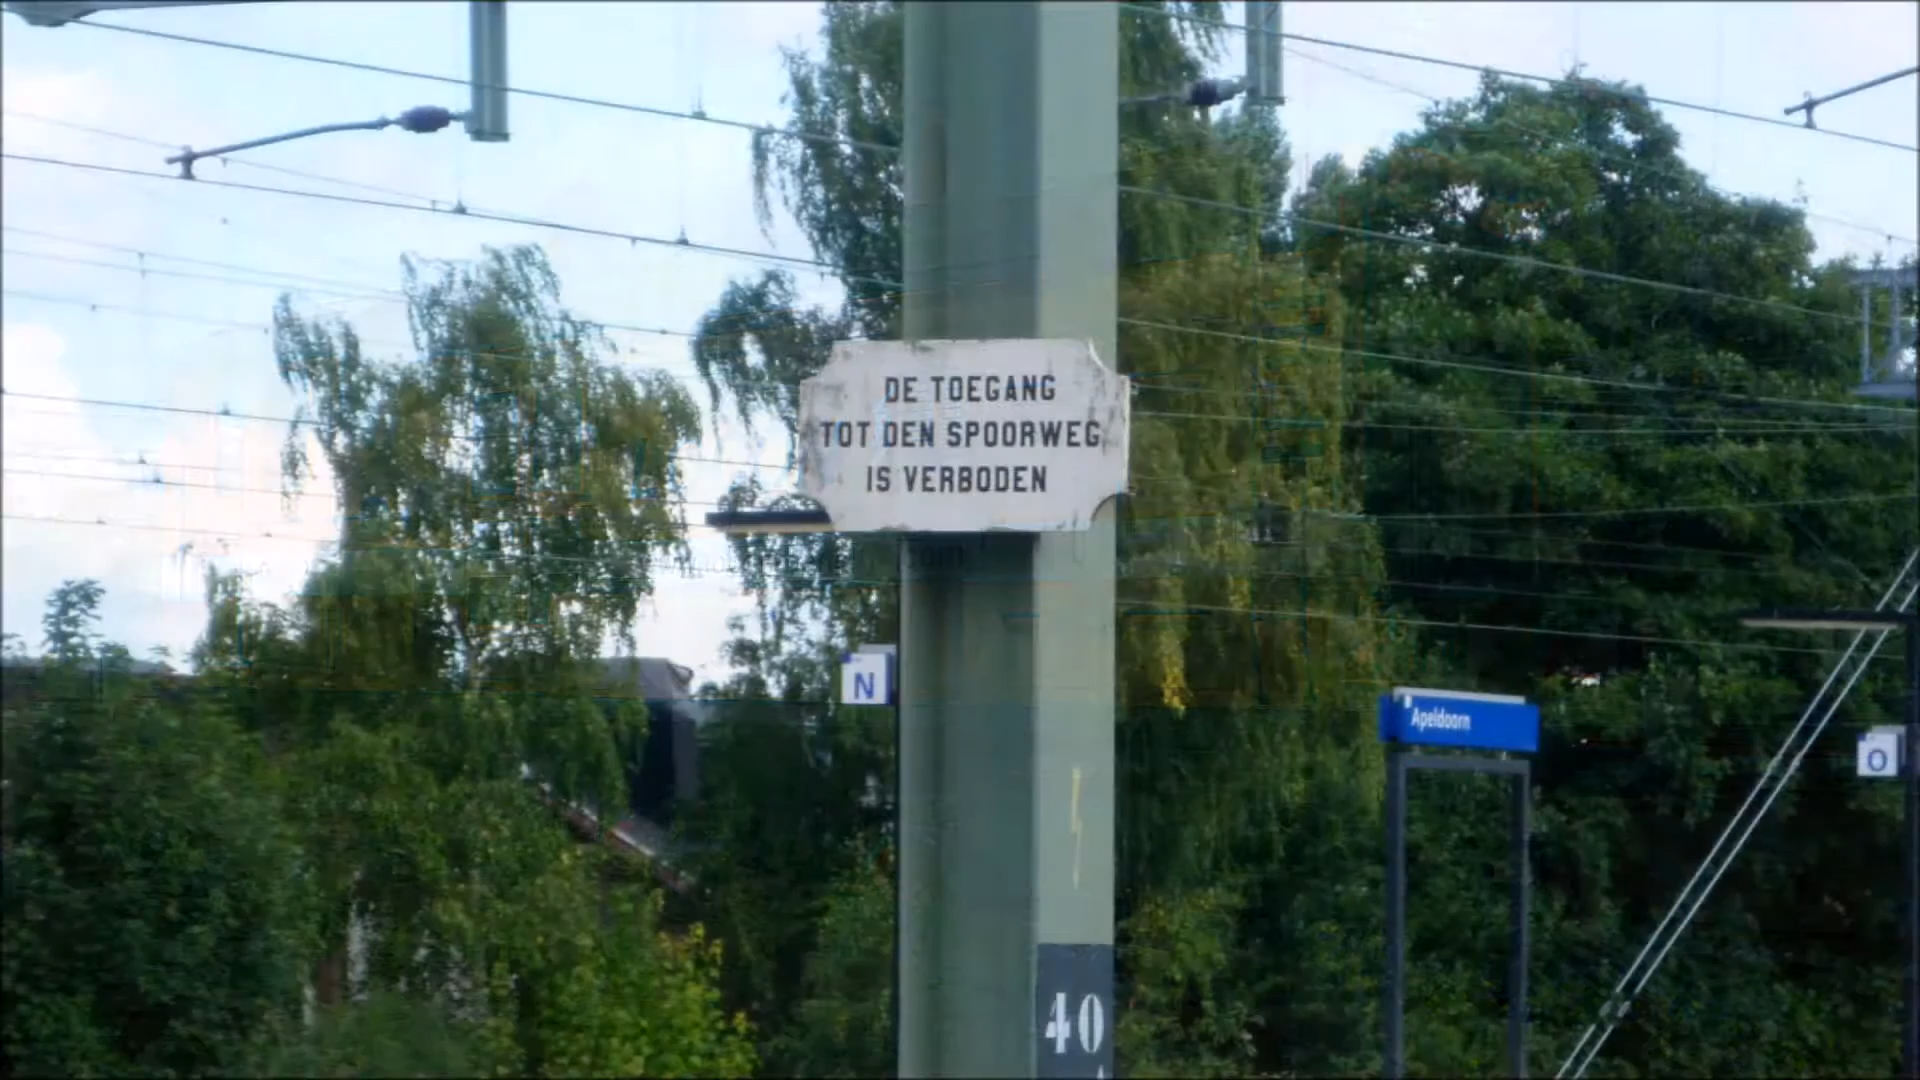 DE TOEGANG
TOT DEN SPOORWEG
IS VERBODEN
N
Apeldoorn
O
40